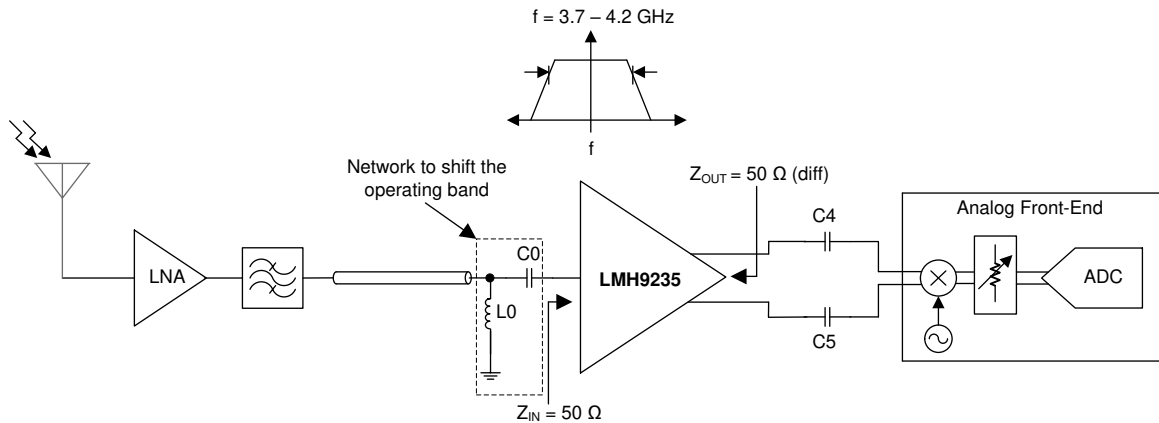 f = 3.7 – 4.2 GHz
f
Network to shift the
operating band
Z_OUT = 50 Ω (diff)
C4
Analog Front-End
LNA
C0
L0
LMH9235
ADC
C5
Z_IN = 50 Ω